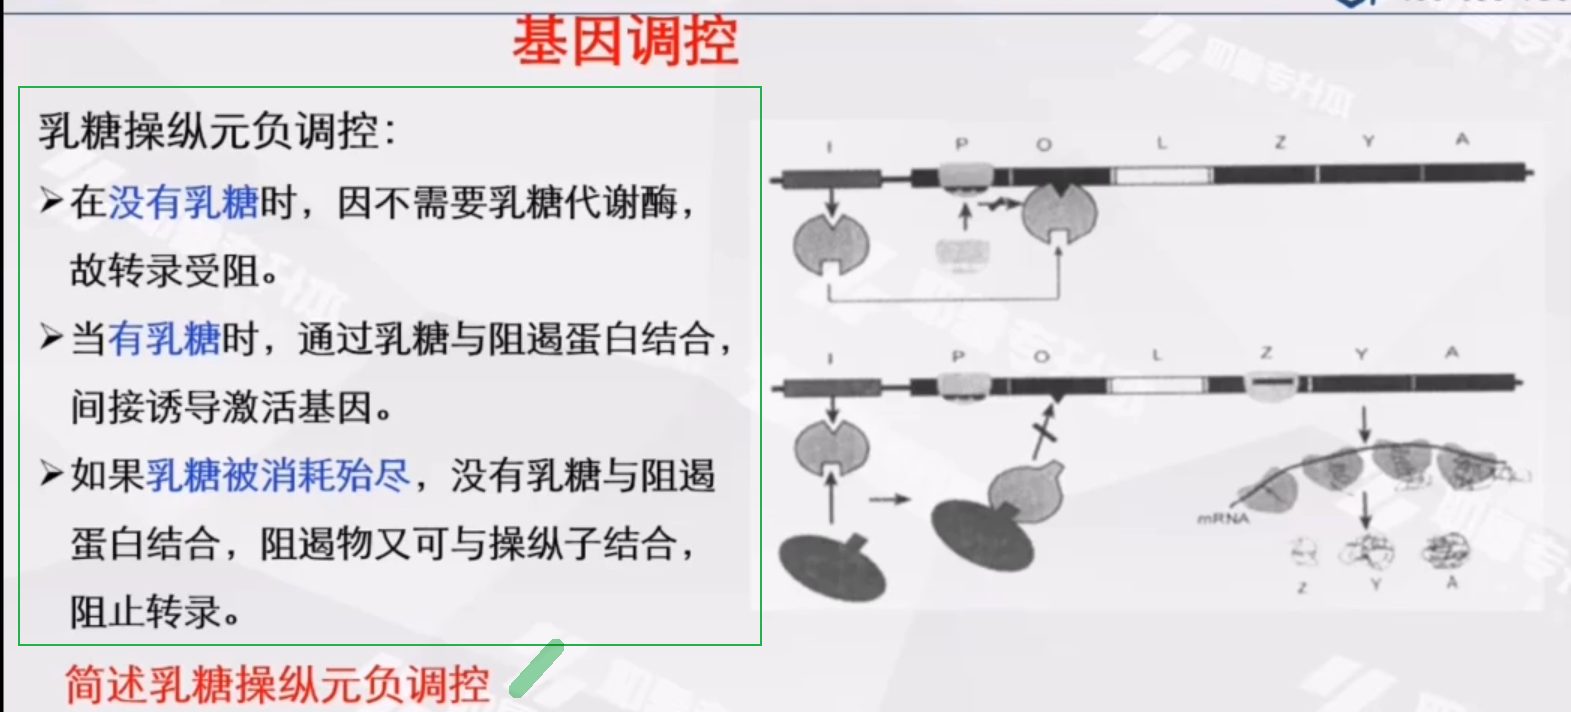 基因调控
乳糖操纵元负调控：
➢在没有乳糖时，因不需要乳糖代谢酶，
故转录受阻。
➢当有乳糖时，通过乳糖与阻遏蛋白结合，
间接诱导激活基因。
➢如果乳糖被消耗殆尽，没有乳糖与阻遏
蛋白结合，阻遏物又可与操纵子结合，
阻止转录。
简述乳糖操纵元负调控
I P O L Z Y A
I P O L Z Y A
mRNA
Z Y A